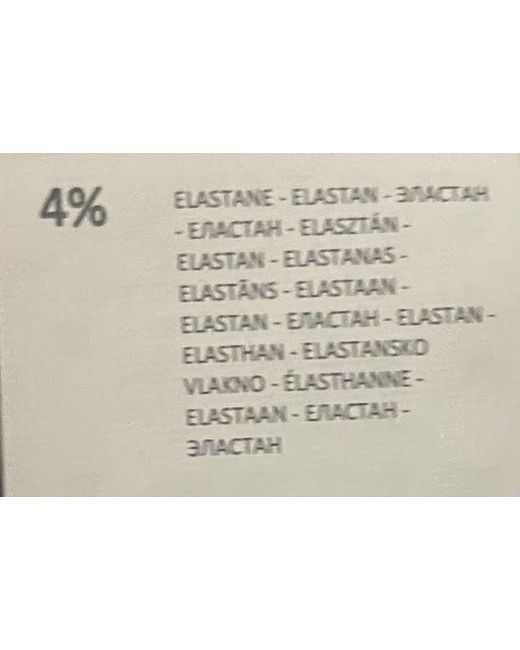 4%
ELASTANE - ELASTAN - ЭЛАСТАН
- ЕЛАСТАН - ELASZTÁN -
ELASTAN - ELASTANAS -
ELASTĀNS - ELASTAAN -
ELASTAN - ЕЛАСТАН - ELASTAN -
ELASTHAN - ELASTANSKO
VLAKNO - ÉLASTHANNE -
ELASTAAN - ЕЛАСТАН -
ЭЛАСТАН